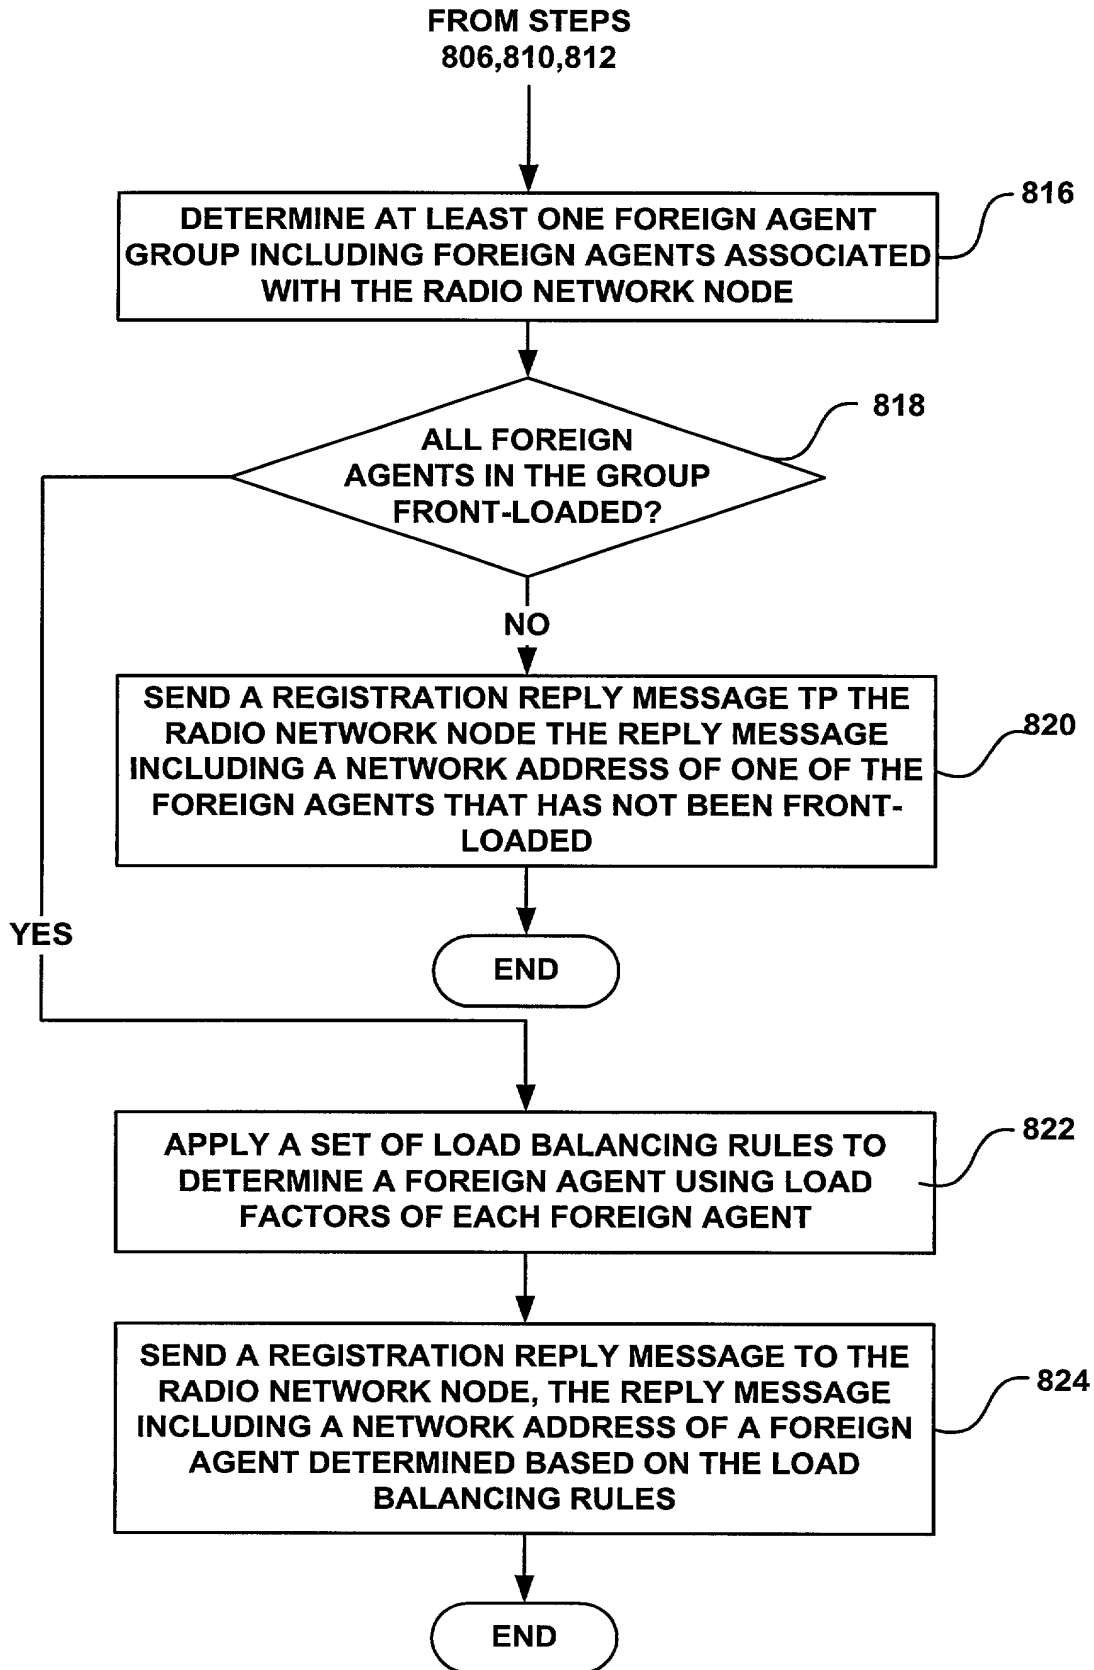 FROM STEPS
806,810,812
816
DETERMINE AT LEAST ONE FOREIGN AGENT
GROUP INCLUDING FOREIGN AGENTS ASSOCIATED
WITH THE RADIO NETWORK NODE
818
ALL FOREIGN
AGENTS IN THE GROUP
FRONT-LOADED?
NO
SEND A REGISTRATION REPLY MESSAGE TP THE
RADIO NETWORK NODE THE REPLY MESSAGE
INCLUDING A NETWORK ADDRESS OF ONE OF THE
FOREIGN AGENTS THAT HAS NOT BEEN FRONT-
LOADED
820
YES
END
APPLY A SET OF LOAD BALANCING RULES TO
DETERMINE A FOREIGN AGENT USING LOAD
FACTORS OF EACH FOREIGN AGENT
822
SEND A REGISTRATION REPLY MESSAGE TO THE
RADIO NETWORK NODE, THE REPLY MESSAGE
INCLUDING A NETWORK ADDRESS OF A FOREIGN
AGENT DETERMINED BASED ON THE LOAD
BALANCING RULES
824
END